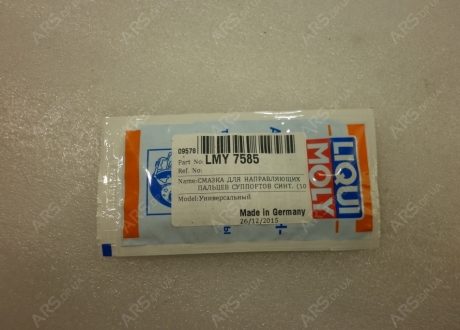 09578
Part No: LMY 7585
Ref. No:
Name: СМАЗКА ДЛЯ НАПРАВЛЯЮЩИХ
ПАЛЬЦЕВ СУППОРТОВ СИНТ. (10
Model: Универсальный
Made in Germany
26/12/2015
LIQUI
MOLY